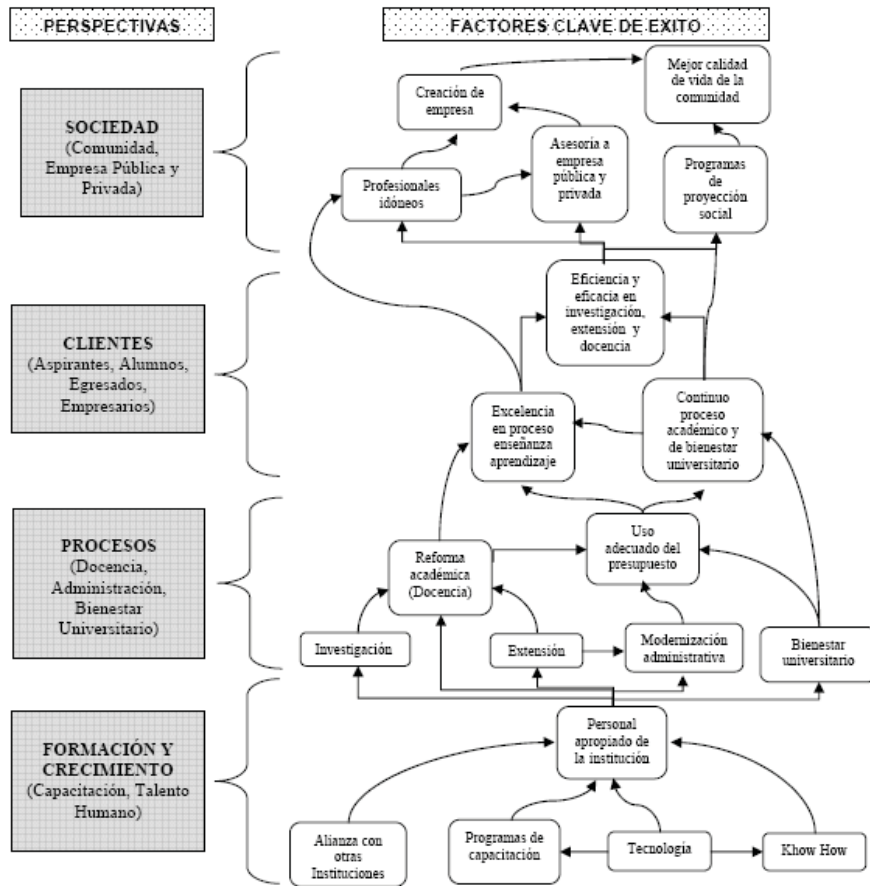 PERSPECTIVAS
FACTORES CLAVE DE EXITO
SOCIEDAD
(Comunidad,
Empresa Pública y
Privada)
Creación de
empresa
Mejor calidad
de vida de la
comunidad
Profesionales
idóneos
Asesoría a
empresa
pública y
privada
Programas
de
proyección
social
CLIENTES
(Aspirantes, Alumnos,
Egresados,
Empresarios)
Eficiencia y
eficacia en
investigación,
extensión y
docencia
Excelencia
en proceso
enseñanza
aprendizaje
Continuo
proceso
académico y
de bienestar
universitario
PROCESOS
(Docencia,
Administración,
Bienestar
Universitario)
Reforma
académica
(Docencia)
Uso
adecuado del
presupuesto
Investigación
Extensión
Modernización
administrativa
Bienestar
universitario
FORMACIÓN Y
CRECIMIENTO
(Capacitación, Talento
Humano)
Personal
apropiado de
la institución
Alianza con
otras
Instituciones
Programas de
capacitación
Tecnología
Khow How